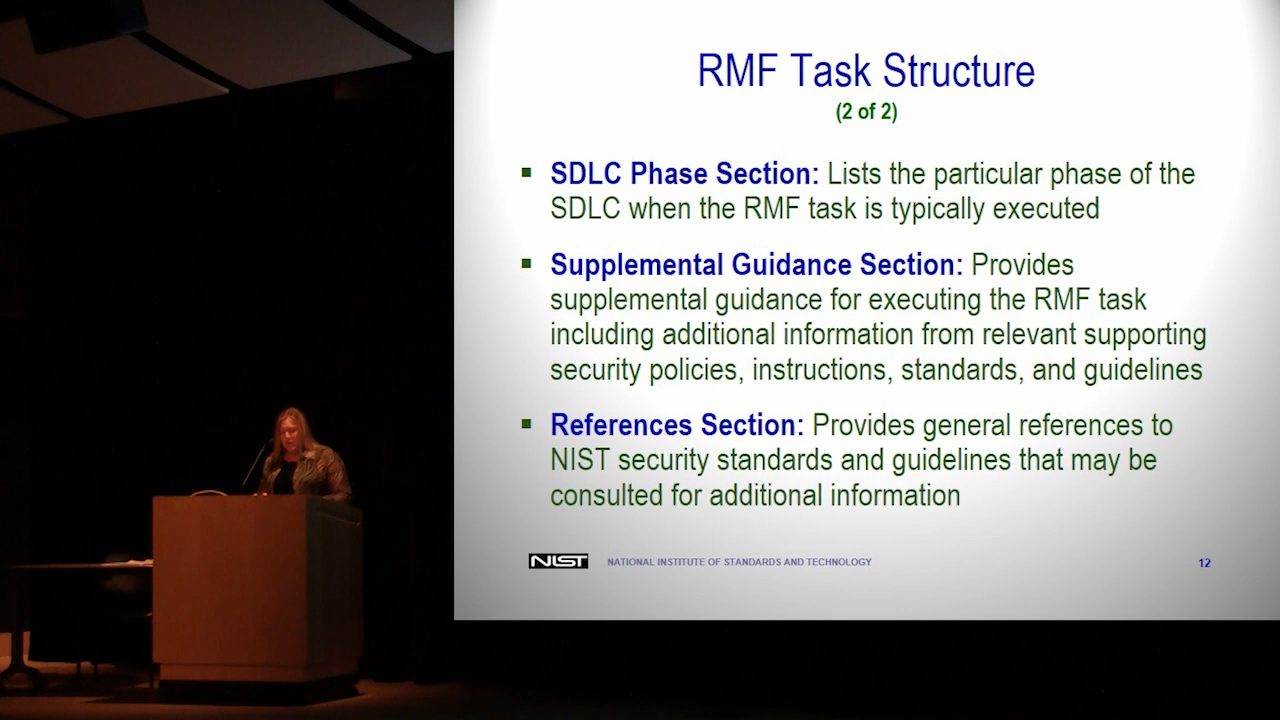 RMF Task Structure
(2 of 2)
▪ SDLC Phase Section: Lists the particular phase of the
SDLC when the RMF task is typically executed
▪ Supplemental Guidance Section: Provides
supplemental guidance for executing the RMF task
including additional information from relevant supporting
security policies, instructions, standards, and guidelines
▪ References Section: Provides general references to
NIST security standards and guidelines that may be
consulted for additional information
NIST NATIONAL INSTITUTE OF STANDARDS AND TECHNOLOGY 12